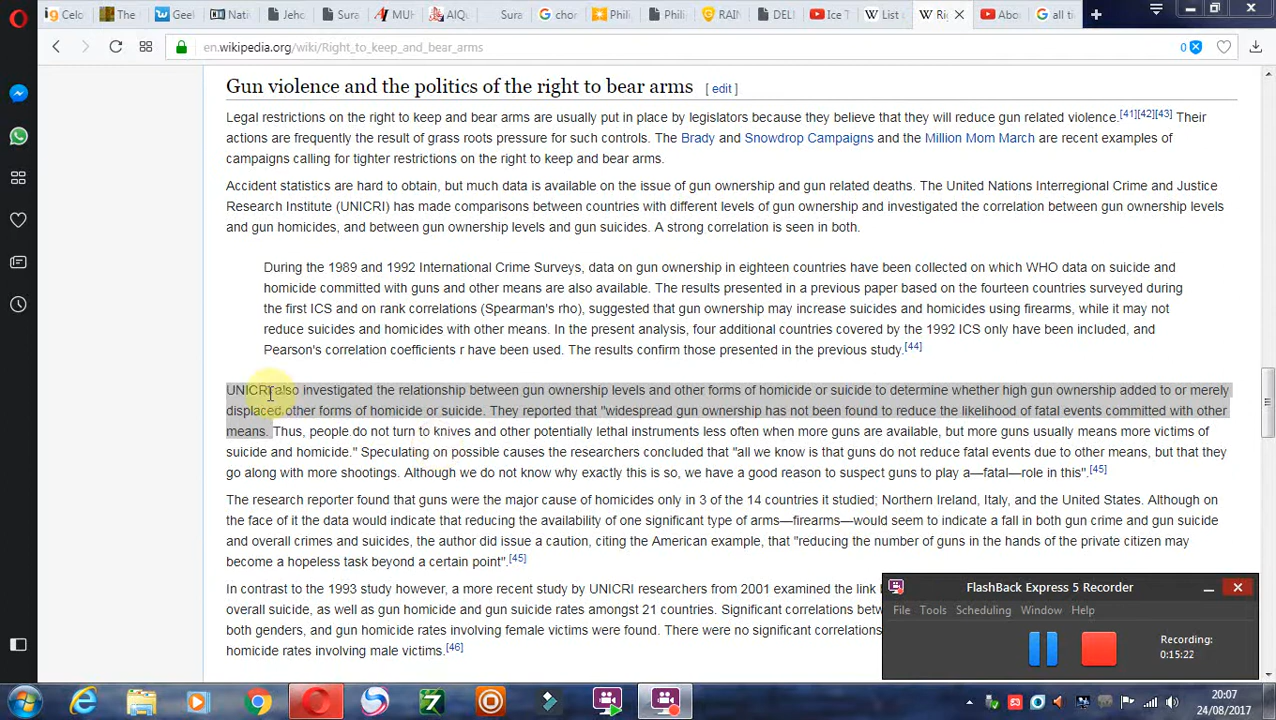 golo
The
Geek
Nati
Jeho
Sura
MUH
AIQu
Sura
chor
Phili
Phili
RAIN
DELI
Ice T
List o
Rig
Abo
all ti
en.wikipedia.org/wiki/Right_to_keep_and_bear_arms
0
Gun violence and the politics of the right to bear arms [ edit ]
Legal restrictions on the right to keep and bear arms are usually put in place by legislators because they believe that they will reduce gun related violence.[41][42][43] Their
actions are frequently the result of grass roots pressure for such controls. The Brady and Snowdrop Campaigns and the Million Mom March are recent examples of
campaigns calling for tighter restrictions on the right to keep and bear arms.
Accident statistics are hard to obtain, but much data is available on the issue of gun ownership and gun related deaths. The United Nations Interregional Crime and Justice
Research Institute (UNICRI) has made comparisons between countries with different levels of gun ownership and investigated the correlation between gun ownership levels
and gun homicides, and between gun ownership levels and gun suicides. A strong correlation is seen in both.
During the 1989 and 1992 International Crime Surveys, data on gun ownership in eighteen countries have been collected on which WHO data on suicide and
homicide committed with guns and other means are also available. The results presented in a previous paper based on the fourteen countries surveyed during
the first ICS and on rank correlations (Spearman's rho), suggested that gun ownership may increase suicides and homicides using firearms, while it may not
reduce suicides and homicides with other means. In the present analysis, four additional countries covered by the 1992 ICS only have been included, and
Pearson's correlation coefficients r have been used. The results confirm those presented in the previous study.[44]
UNICRI also investigated the relationship between gun ownership levels and other forms of homicide or suicide to determine whether high gun ownership added to or merely
displaced other forms of homicide or suicide. They reported that "widespread gun ownership has not been found to reduce the likelihood of fatal events committed with other
means. Thus, people do not turn to knives and other potentially lethal instruments less often when more guns are available, but more guns usually means more victims of
suicide and homicide." Speculating on possible causes the researchers concluded that "all we know is that guns do not reduce fatal events due to other means, but that they
go along with more shootings. Although we do not know why exactly this is so, we have a good reason to suspect guns to play a—fatal—role in this".[45]
The research reporter found that guns were the major cause of homicides only in 3 of the 14 countries it studied; Northern Ireland, Italy, and the United States. Although on
the face of it the data would indicate that reducing the availability of one significant type of arms—firearms—would seem to indicate a fall in both gun crime and gun suicide
and overall crimes and suicides, the author did issue a caution, citing the American example, that "reducing the number of guns in the hands of the private citizen may
become a hopeless task beyond a certain point".[45]
In contrast to the 1993 study however, a more recent study by UNICRI researchers from 2001 examined the link
overall suicide, as well as gun homicide and gun suicide rates amongst 21 countries. Significant correlations betw
both genders, and gun homicide rates involving female victims were found. There were no significant correlations
homicide rates involving male victims.[46]
FlashBack Express 5 Recorder
File Tools Scheduling Window Help
Recording:
0:15:22
20:07
24/08/2017